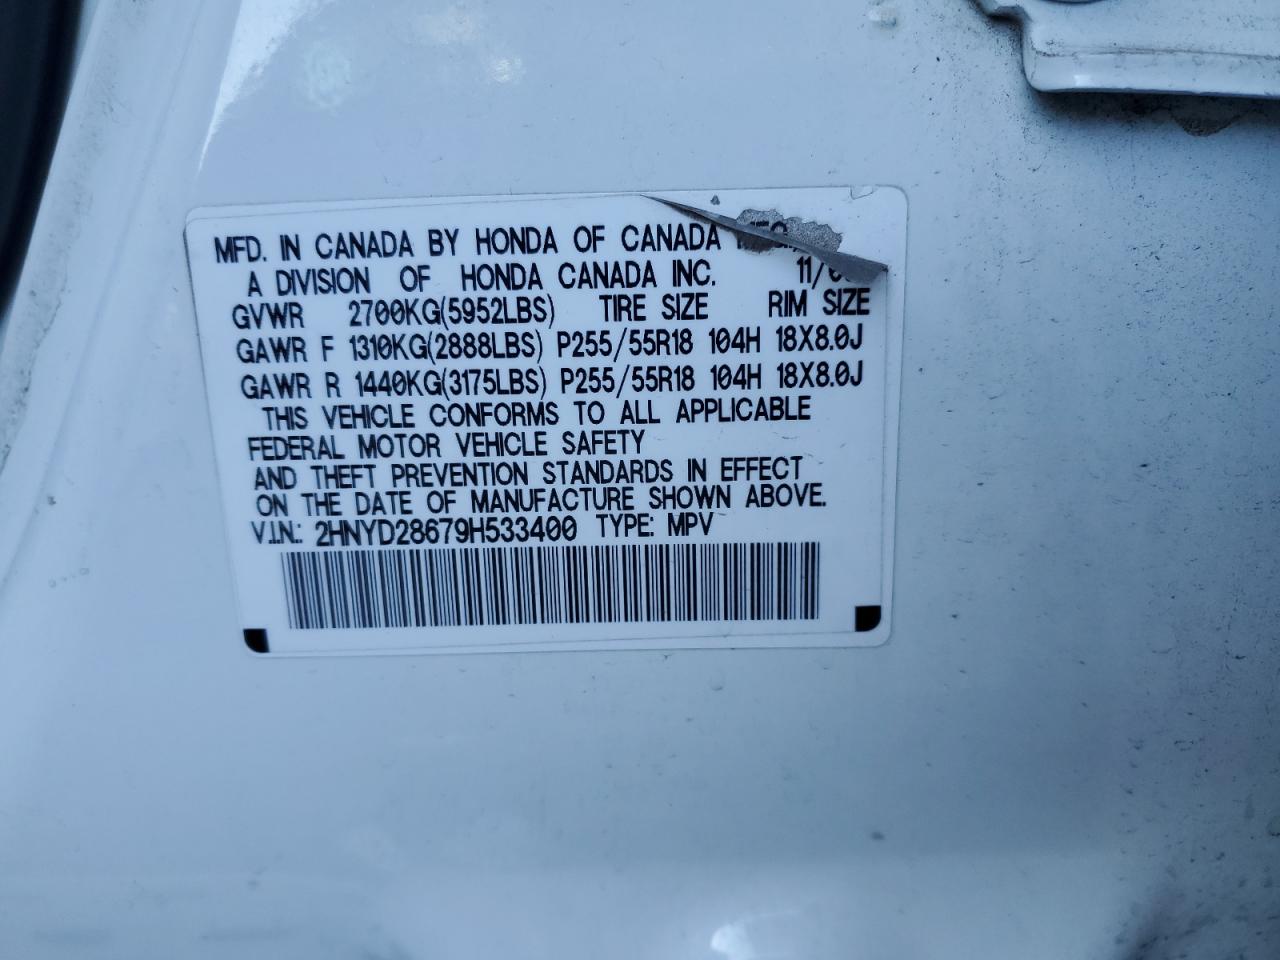 MFD. IN CANADA BY HONDA OF CANADA
A DIVISION OF HONDA CANADA INC.
GVWR 2700KG(5952LBS) TIRE SIZE RIM SIZE
GAWR F 1310KG(2888LBS) P255/55R18 104H 18X8.0J
GAWR R 1440KG(3175LBS) P255/55R18 104H 18X8.0J
THIS VEHICLE CONFORMS TO ALL APPLICABLE
FEDERAL MOTOR VEHICLE SAFETY
AND THEFT PREVENTION STANDARDS IN EFFECT
ON THE DATE OF MANUFACTURE SHOWN ABOVE.
V.I.N.: 2HNYD28679H533400 TYPE: MPV